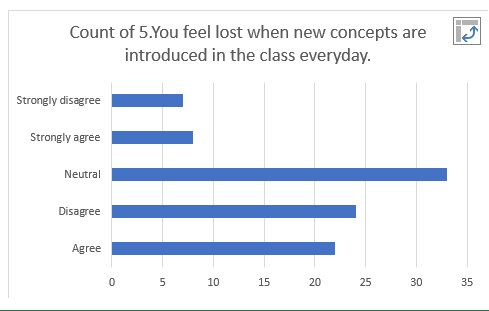 Count of 5.You feel lost when new concepts are
introduced in the class everyday.
Strongly disagree
Strongly agree
Neutral
Disagree
Agree
0 5 10 15 20 25 30 35